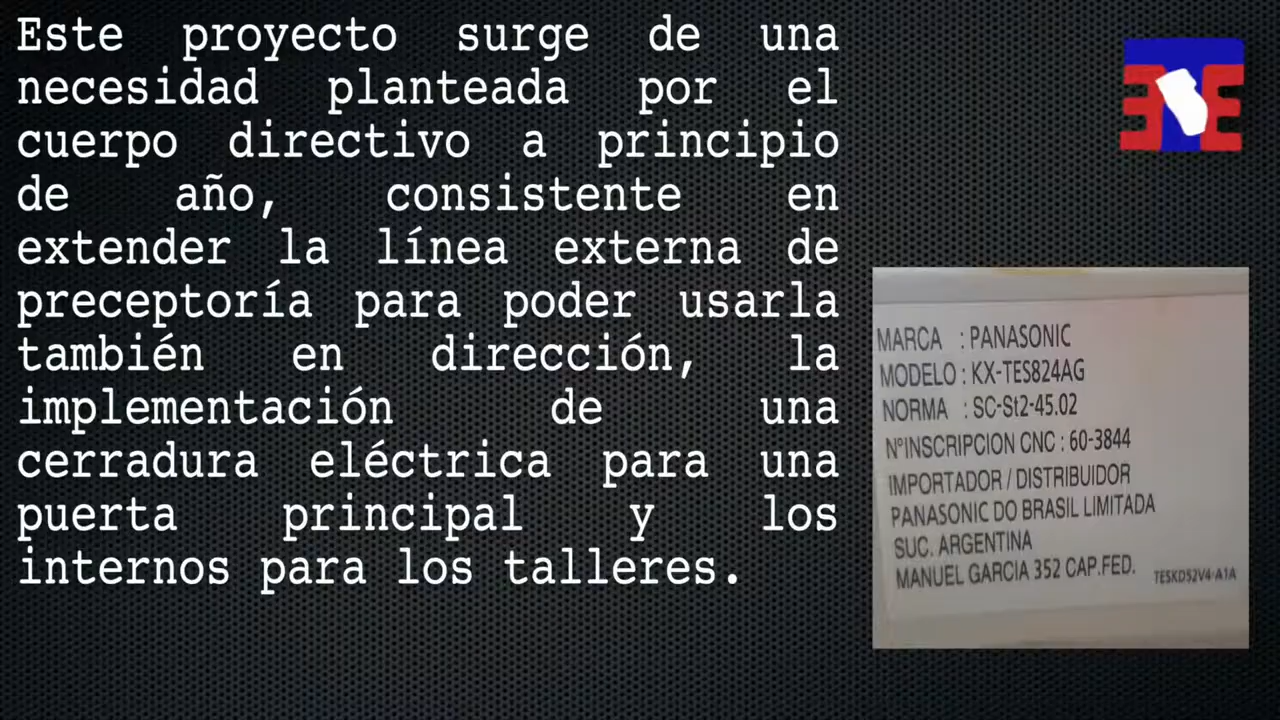 Este proyecto surge de una
necesidad planteada por el
cuerpo directivo a principio
de año, consistente en
extender la línea externa de
preceptoría para poder usarla
también en dirección, la
implementación de una
cerradura eléctrica para una
puerta principal y los
internos para los talleres.
MARCA : PANASONIC
MODELO : KX-TES824AG
NORMA : SC-St2-45.02
N°INSCRIPCION CNC : 60-3844
IMPORTADOR / DISTRIBUIDOR
PANASONIC DO BRASIL LIMITADA
SUC. ARGENTINA
MANUEL GARCIA 352 CAP.FED.
TESKD52V4-A1A